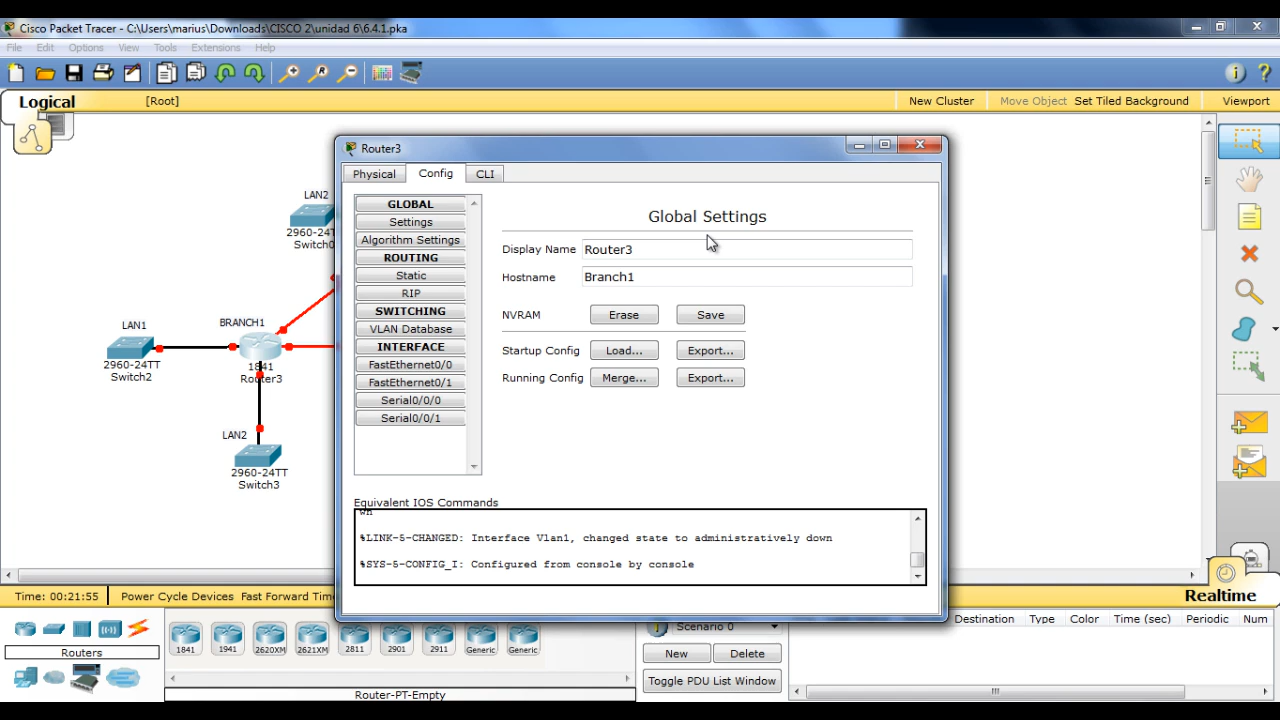 Cisco Packet Tracer - C:\Users\marius\Downloads\CISCO 2\unidad 6\6.4.1.pka
File Edit Options View Tools Extensions Help
Logical [Root] New Cluster Move Object Set Tiled Background Viewport
Router3
Physical Config CLI
GLOBAL
Settings
Algorithm Settings
ROUTING
Static
RIP
SWITCHING
VLAN Database
INTERFACE
FastEthernet0/0
FastEthernet0/1
Serial0/0/0
Serial0/0/1
Global Settings
Display Name Router3
Hostname Branch1
NVRAM Erase Save
Startup Config Load... Export...
Running Config Merge... Export...
Equivalent IOS Commands
wn
%LINK-5-CHANGED: Interface Vlan1, changed state to administratively down
%SYS-5-CONFIG_I: Configured from console by console
LAN2
2960-24TT
LAN1
2960-24TT
Switch2
BRANCH1
1841
Router3
LAN2
2960-24TT
Switch3
Time: 00:21:55 Power Cycle Devices Fast Forward
Realtime
Routers
1841 1941 2620XM 2621XM 2811 2901 2911 Generic Generic
Router-PT-Empty
Scenario 0
New Delete
Toggle PDU List Window
Destination Type Color Time (sec) Periodic Num